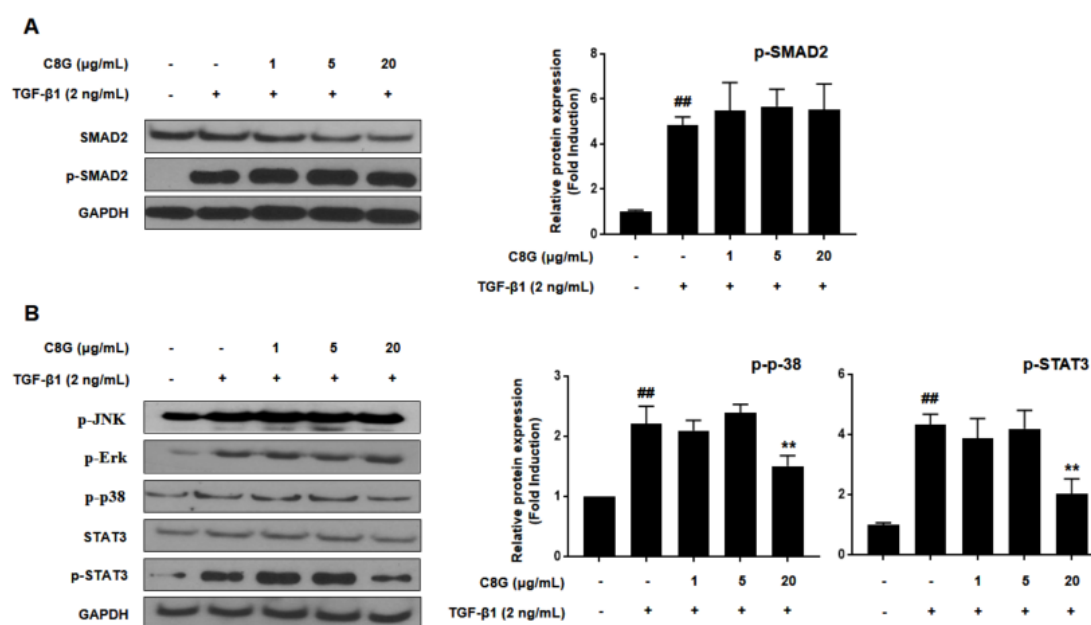 A
C8G (µg/mL) - - 1 5 20
TGF-β1 (2 ng/mL) - + + + +
SMAD2
p-SMAD2
GAPDH
p-SMAD2
Relative protein expression
(Fold Induction)
8
6
4
2
0
##
C8G (µg/mL) - - 1 5 20
TGF-β1 (2 ng/mL) - + + + +
B
C8G (µg/mL) - - 1 5 20
TGF-β1 (2 ng/mL) - + + + +
p-JNK
p-Erk
p-p38
STAT3
p-STAT3
GAPDH
p-p-38
Relative protein expression
(Fold Induction)
3
2
1
0
##
**
C8G (µg/mL) - - 1 5 20
TGF-β1 (2 ng/mL) - + + + +
p-STAT3
6
4
2
0
##
**
- - 1 5 20
- + + + +